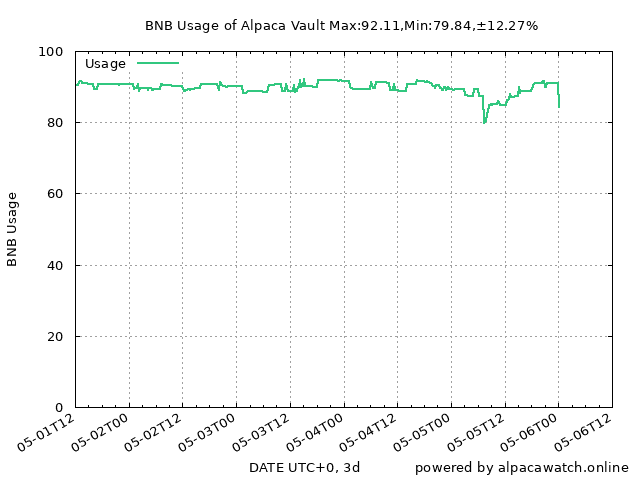 BNB Usage of Alpaca Vault Max:92.11,Min:79.84,±12.27%
Usage
100
80
60
40
20
0
BNB Usage
05-01T12
05-02T00
05-02T12
05-03T00
05-03T12
05-04T00
05-04T12
05-05T00
05-05T12
05-06T00
05-06T12
DATE UTC+0, 3d
powered by alpacawatch.online